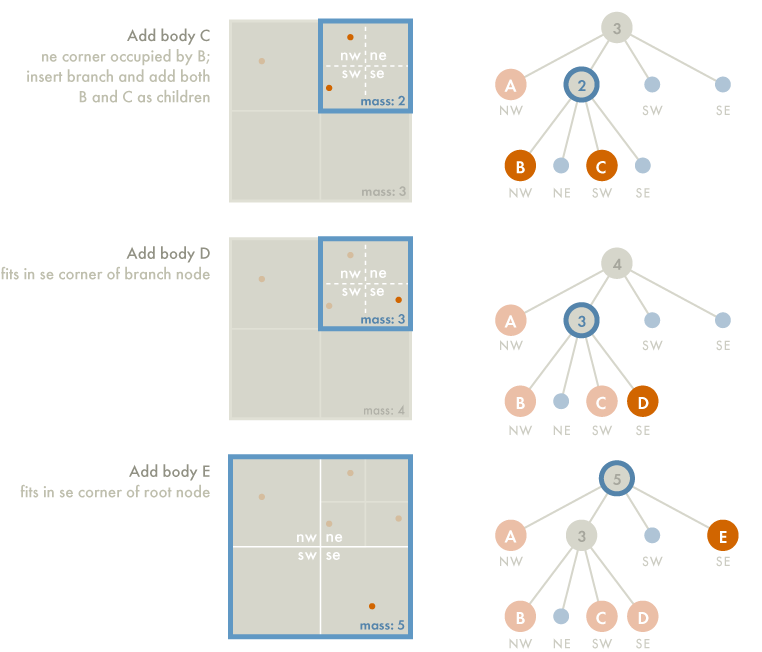 Add body C
ne corner occupied by B;
insert branch and add both
B and C as children
nw ne
sw se
mass: 2
mass: 3
3
A
2
NW
SW
SE
B
C
NW
NE
SW
SE
Add body D
fits in se corner of branch node
nw ne
sw se
mass: 3
mass: 4
4
A
3
NW
SW
SE
B
C
D
NW
NE
SW
SE
Add body E
fits in se corner of root node
nw ne
sw se
mass: 5
5
A
3
E
NW
SW
SE
B
C
D
NW
NE
SW
SE